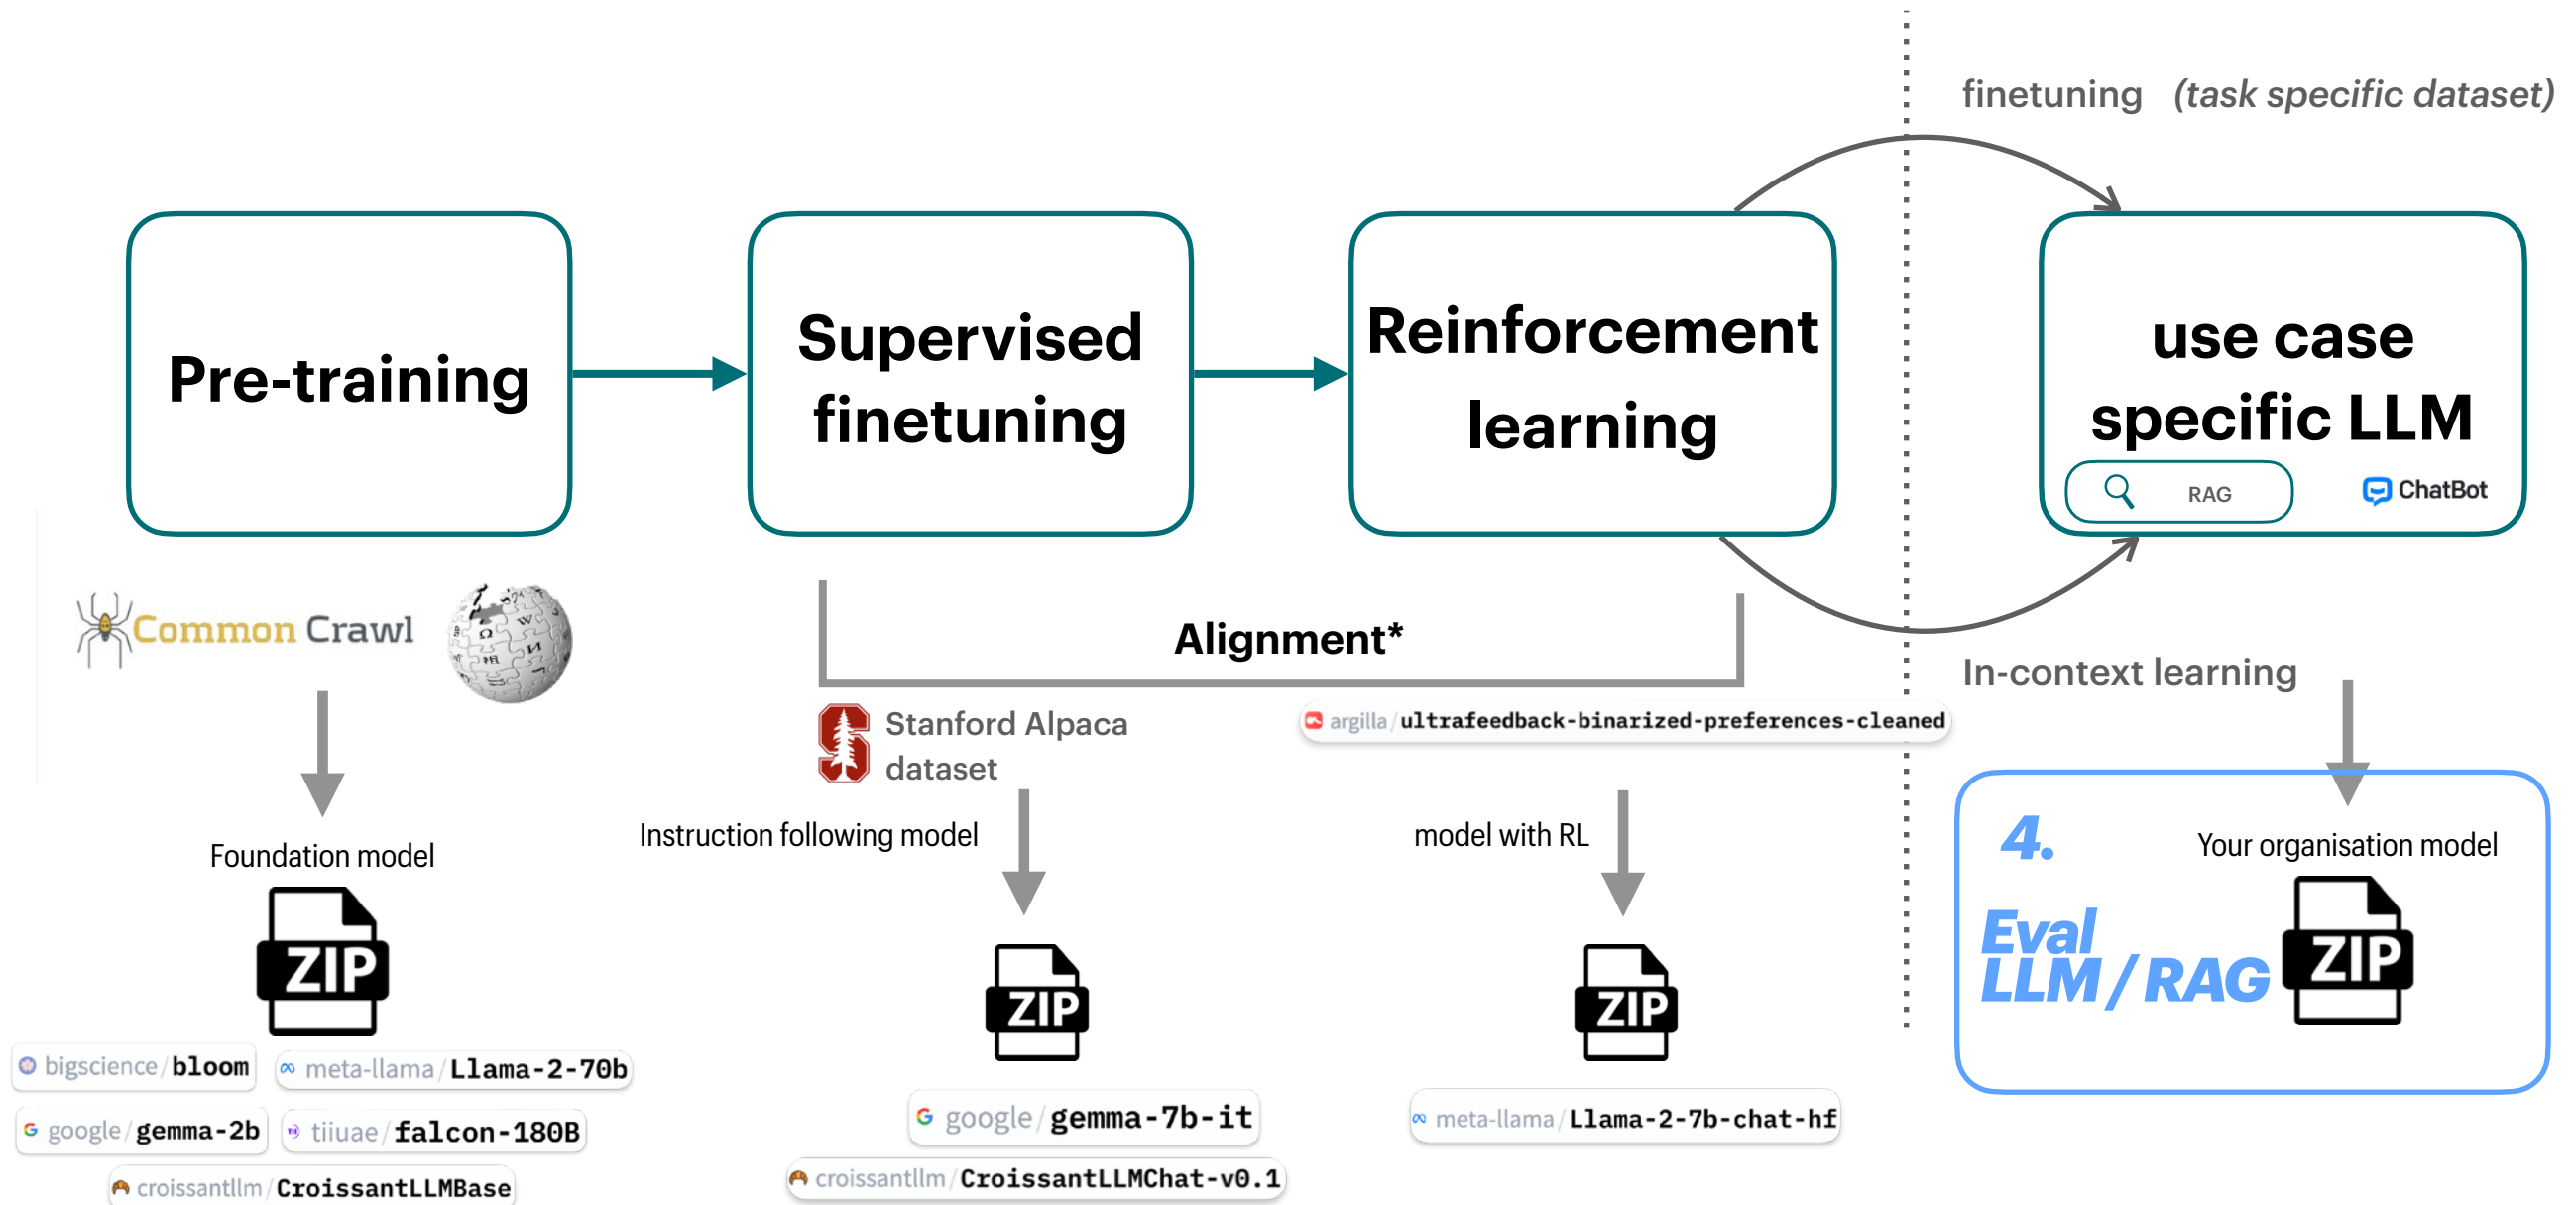 finetuning (task specific dataset)
Pre-training
Supervised
finetuning
Reinforcement
learning
use case
specific LLM
RAG
ChatBot
Common Crawl
Alignment*
In-context learning
Stanford Alpaca
dataset
argilla/ultrafeedback-binarized-preferences-cleaned
Foundation model
Instruction following model
model with RL
4.
Your organisation model
Eval
LLM / RAG
ZIP
ZIP
ZIP
ZIP
bigscience/bloom
meta-llama/Llama-2-70b
google/gemma-2b
tiiuae/falcon-180B
croissantllm/CroissantLLMBase
google/gemma-7b-it
croissantllm/CroissantLLMChat-v0.1
meta-llama/Llama-2-7b-chat-hf